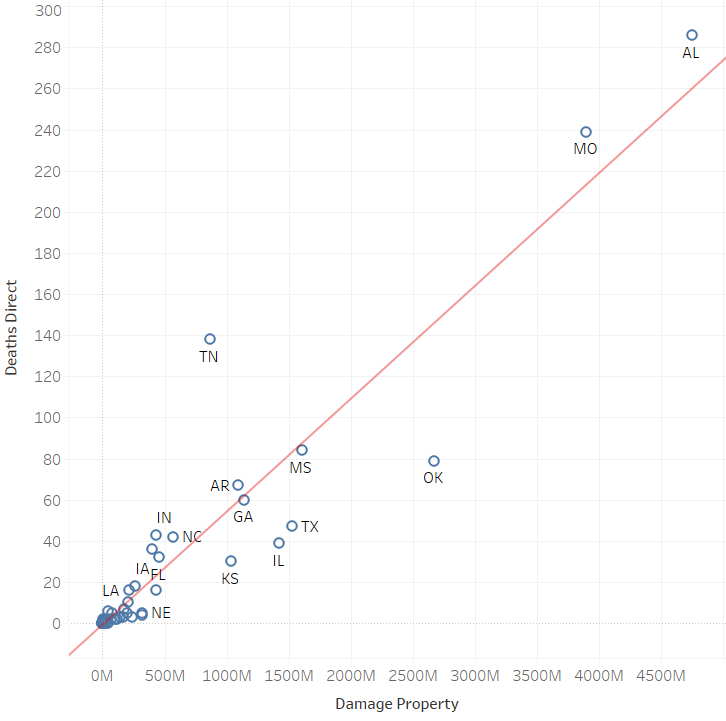 300
280
AL
260
240
MO
220
200
180
160
Deaths Direct
140
TN
120
100
80
MS
OK
AR
60
GA
IN
TX
40
NC
IL
IA
FL
KS
20
LA
NE
0
0M 500M 1000M 1500M 2000M 2500M 3000M 3500M 4000M 4500M
Damage Property